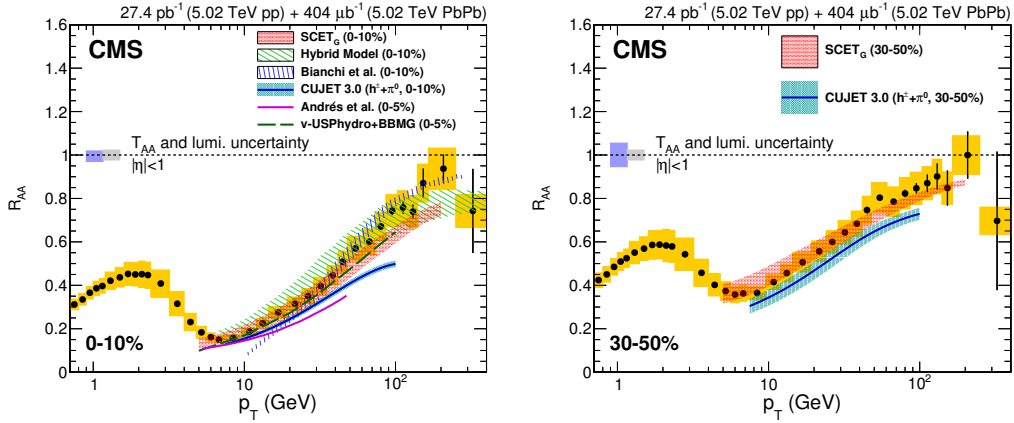 27.4 pb⁻¹ (5.02 TeV pp) + 404 μb⁻¹ (5.02 TeV PbPb)
CMS
SCET_G (0-10%)
Hybrid Model (0-10%)
Bianchi et al. (0-10%)
CUJET 3.0 (h^±+π⁰, 0-10%)
Andrés et al. (0-5%)
v-USPhydro+BBMG (0-5%)
T_AA and lumi. uncertainty
|η|<1
0-10%
R_AA
1.6
1.4
1.2
1
0.8
0.6
0.4
0.2
0
1
10
10²
p_T (GeV)
27.4 pb⁻¹ (5.02 TeV pp) + 404 μb⁻¹ (5.02 TeV PbPb)
CMS
SCET_G (30-50%)
CUJET 3.0 (h^±+π⁰, 30-50%)
T_AA and lumi. uncertainty
|η|<1
30-50%
R_AA
1.6
1.4
1.2
1
0.8
0.6
0.4
0.2
0
1
10
10²
p_T (GeV)